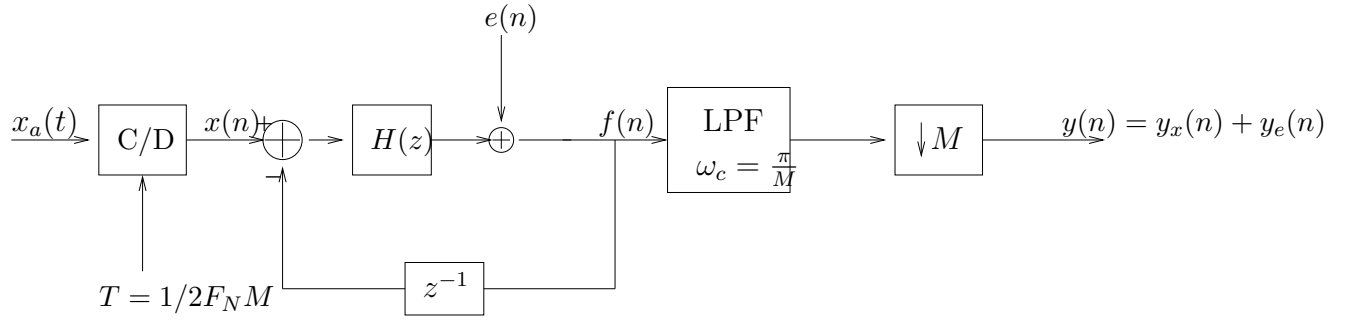 e(n)
x_a(t)
C/D
x(n)
+
H(z)
+
f(n)
LPF
ω_c = π/M
↓ M
y(n) = y_x(n) + y_e(n)
−
z^{-1}
T = 1/2F_N M